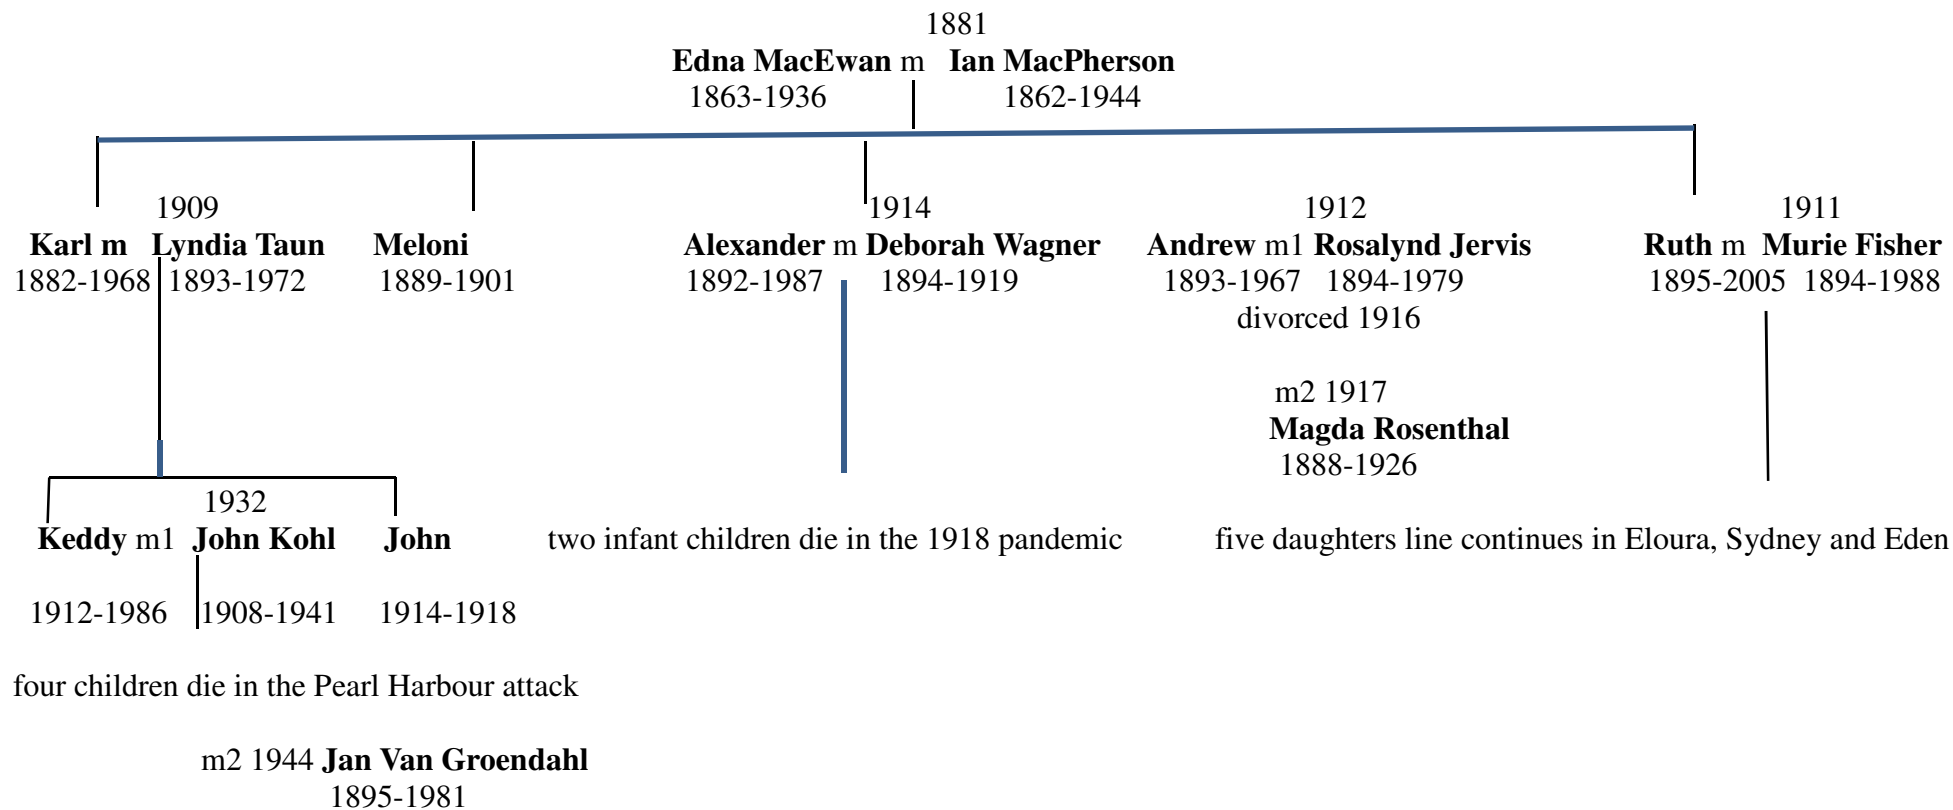 1881
Edna MacEwan m Ian MacPherson
1863-1936 1862-1944
1909 1914 1912 1911
Karl m Lyndia Taun Meloni Alexander m Deborah Wagner Andrew m1 Rosalynd Jervis Ruth m Murie Fisher
1882-1968 1893-1972 1889-1901 1892-1987 1894-1919 1893-1967 1894-1979 1895-2005 1894-1988
divorced 1916
m2 1917
Magda Rosenthal
1888-1926
1932
Keddy m1 John Kohl John two infant children die in the 1918 pandemic five daughters line continues in Eloura, Sydney and Eden
1912-1986 1908-1941 1914-1918
four children die in the Pearl Harbour attack
m2 1944 Jan Van Groendahl
1895-1981